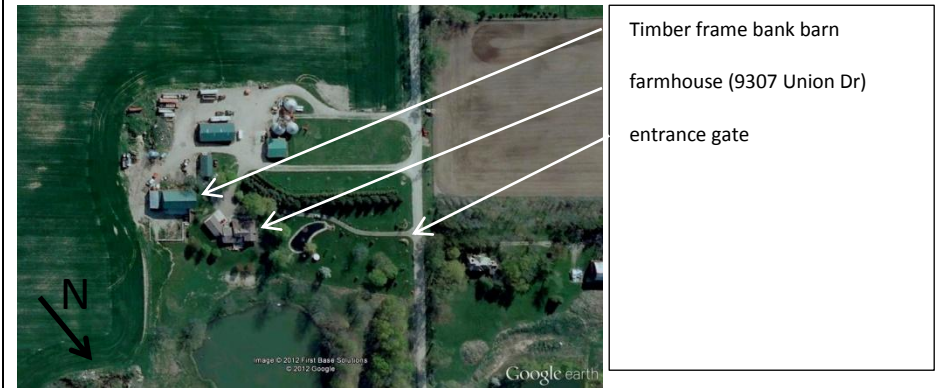 Timber frame bank barn
farmhouse (9307 Union Dr)
entrance gate
N
Image © 2012 First Base Solutions
© 2012 Google
Google earth